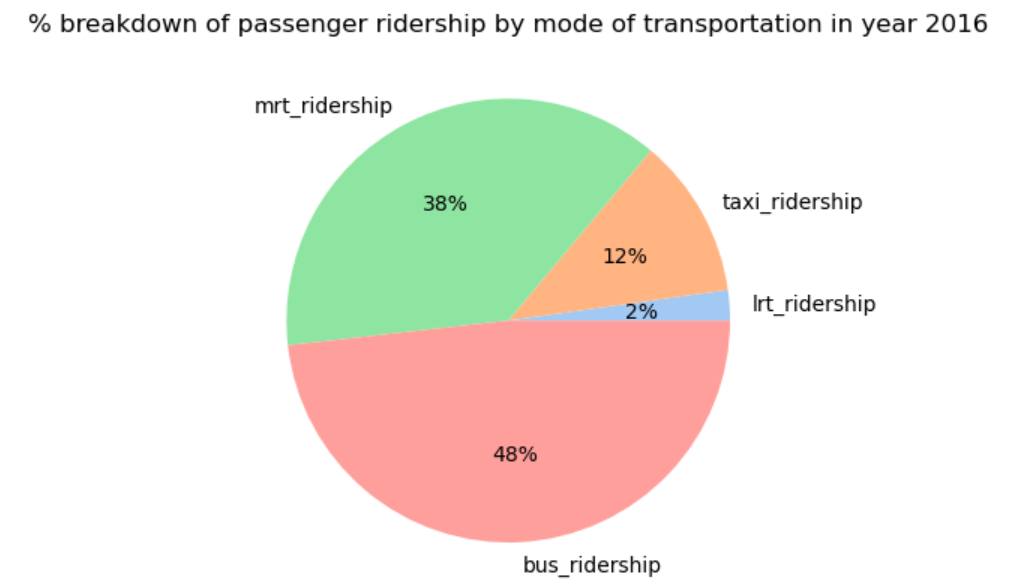 % breakdown of passenger ridership by mode of transportation in year 2016
mrt_ridership
38%
taxi_ridership
12%
lrt_ridership
2%
48%
bus_ridership